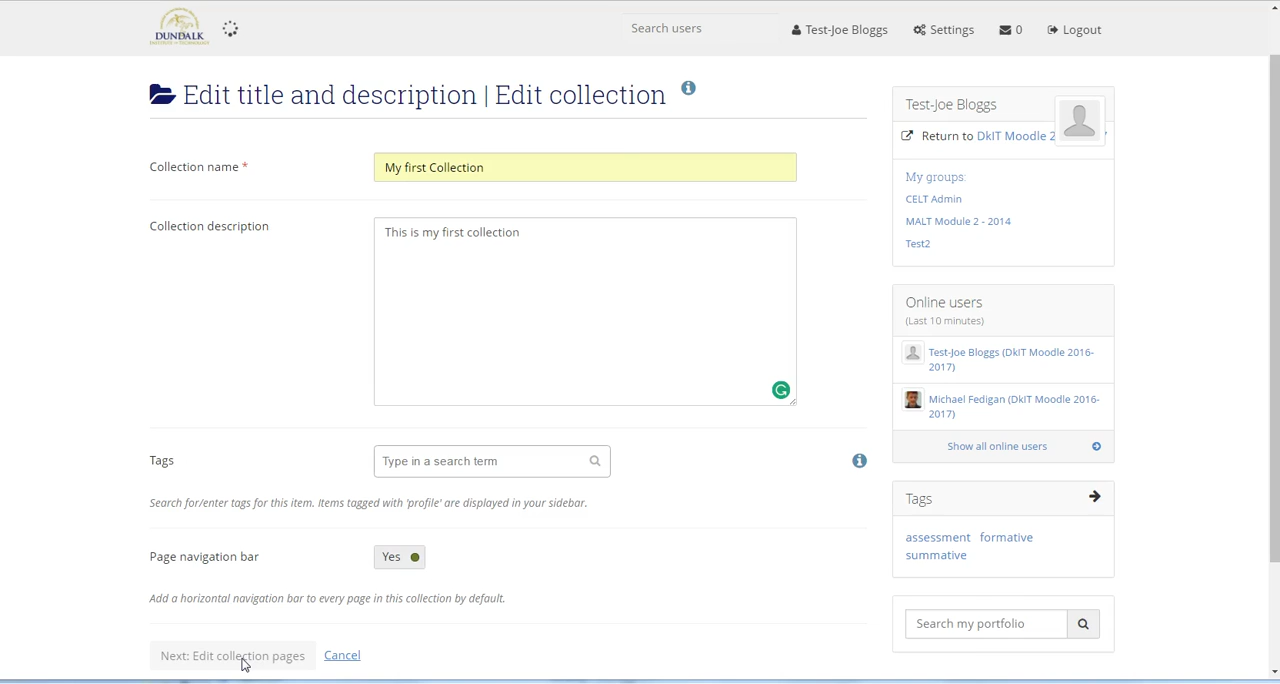 DUNDALK
INSTITUTE OF TECHNOLOGY
Search users
Test-Joe Bloggs
Settings
0
Logout
Edit title and description | Edit collection
Collection name *
My first Collection
Collection description
This is my first collection
Tags
Type in a search term
Search for/enter tags for this item. Items tagged with 'profile' are displayed in your sidebar.
Page navigation bar
Yes
Add a horizontal navigation bar to every page in this collection by default.
Next: Edit collection pages
Cancel
Test-Joe Bloggs
Return to DkIT Moodle 2
My groups:
CELT Admin
MALT Module 2 - 2014
Test2
Online users
(Last 10 minutes)
Test-Joe Bloggs (DkIT Moodle 2016-
2017)
Michael Fedigan (DkIT Moodle 2016-
2017)
Show all online users
Tags
assessment formative
summative
Search my portfolio